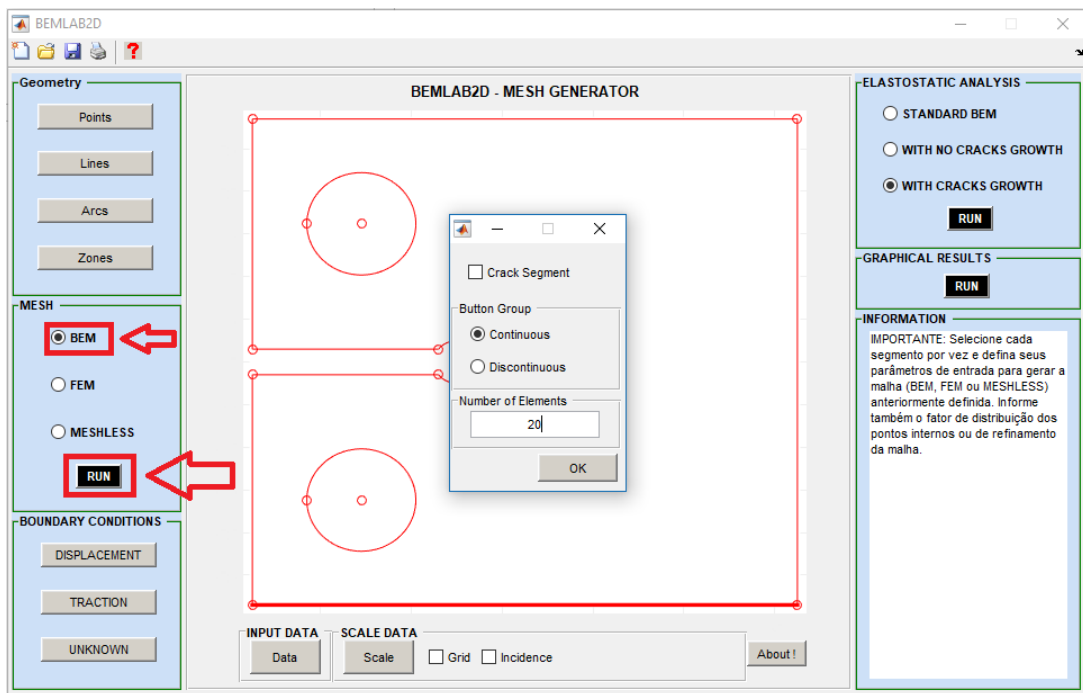 BEMLAB2D
?
Geometry
Points
Lines
Arcs
Zones
MESH
BEM
FEM
MESHLESS
RUN
BOUNDARY CONDITIONS
DISPLACEMENT
TRACTION
UNKNOWN
BEMLAB2D - MESH GENERATOR
Crack Segment
Button Group
Continuous
Discontinuous
Number of Elements
20
OK
INPUT DATA
Data
SCALE DATA
Scale
Grid
Incidence
About !
ELASTOSTATIC ANALYSIS
STANDARD BEM
WITH NO CRACKS GROWTH
WITH CRACKS GROWTH
RUN
GRAPHICAL RESULTS
RUN
INFORMATION
IMPORTANTE: Selecione cada
segmento por vez e defina seus
parâmetros de entrada para gerar a
malha (BEM, FEM ou MESHLESS)
anteriormente definida. Informe
também o fator de distribuição dos
pontos internos ou de refinamento
da malha.